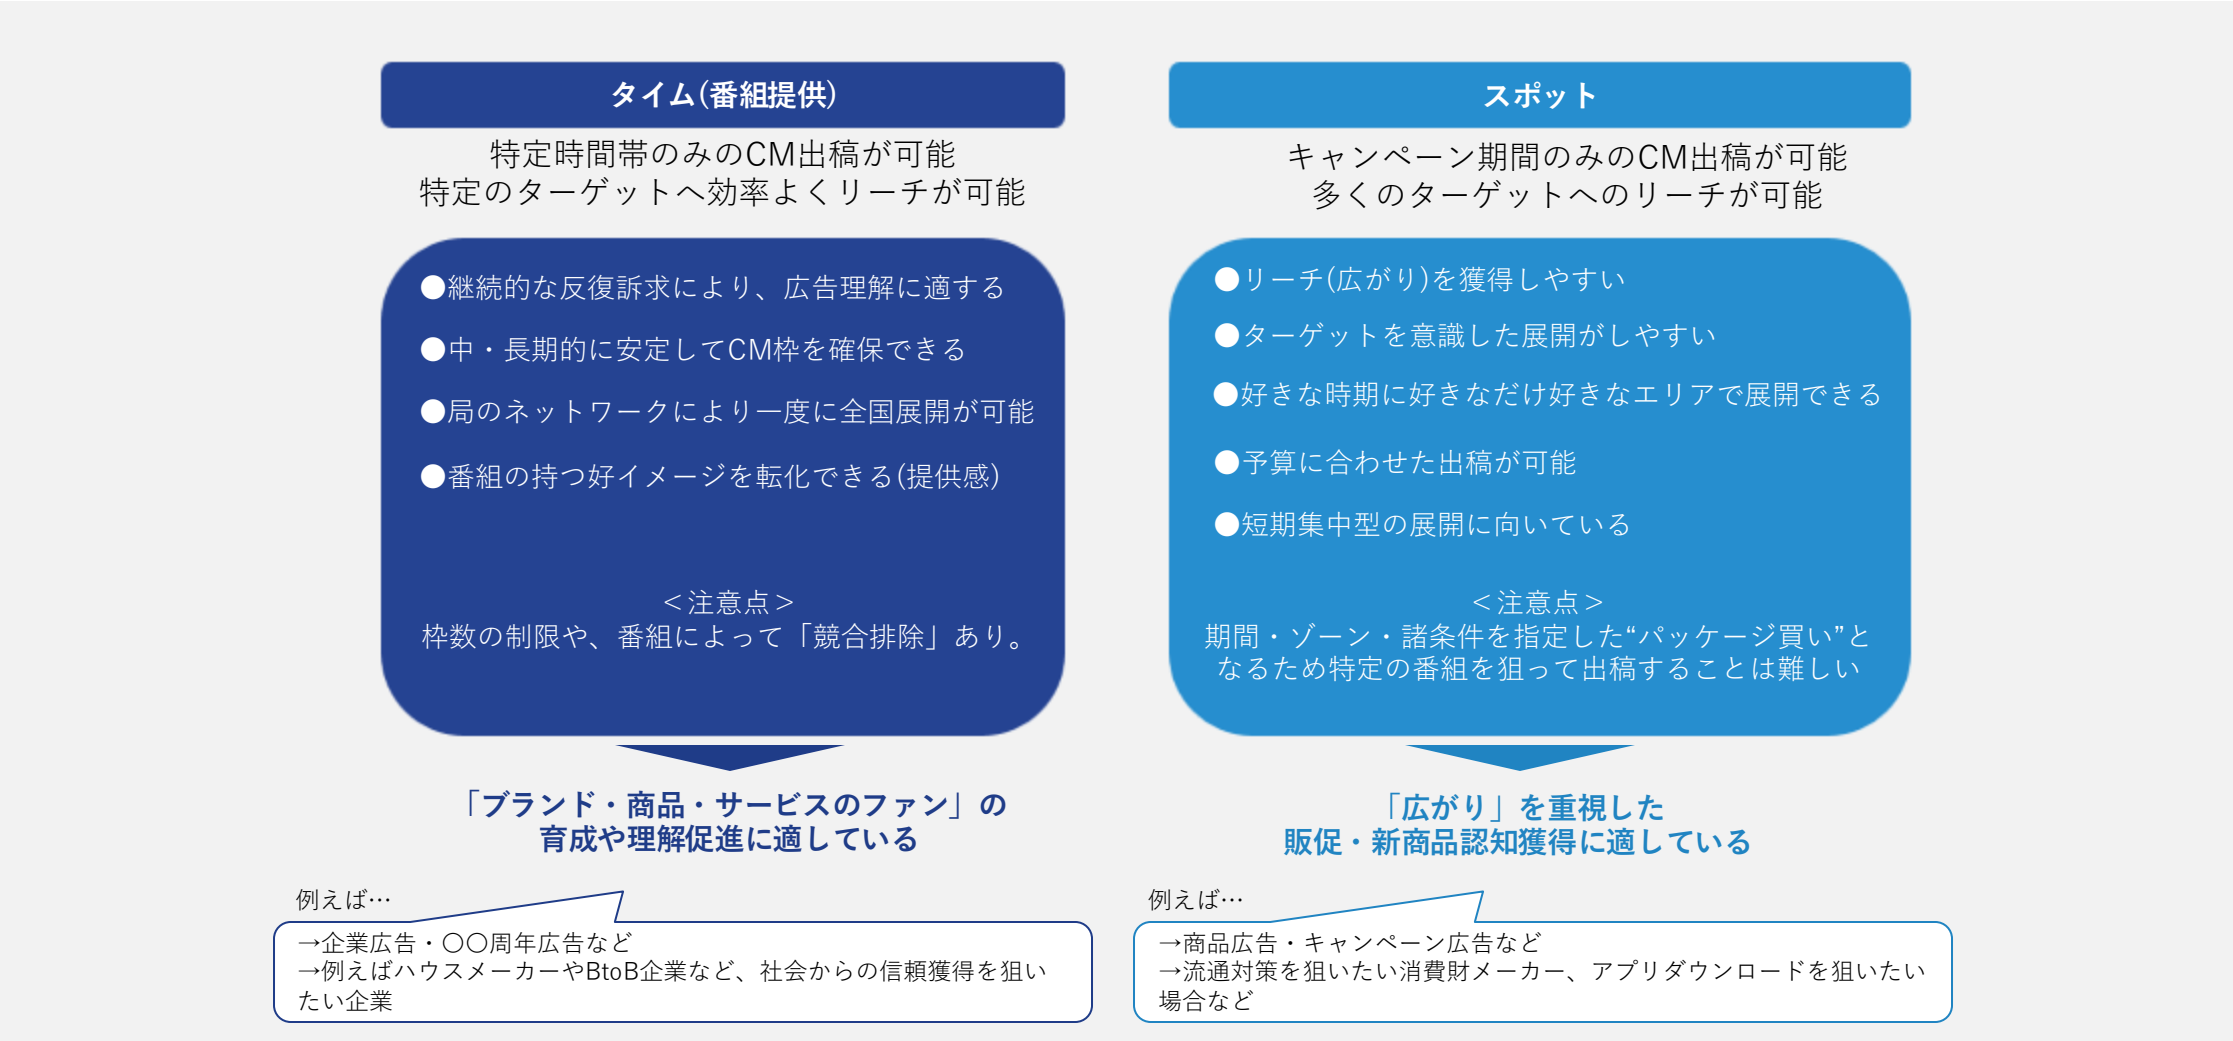 タイム(番組提供)
特定時間帯のみのCM出稿が可能
特定のターゲットへ効率よくリーチが可能
●継続的な反復訴求により、広告理解に適する
●中・長期的に安定してCM枠を確保できる
●局のネットワークにより一度に全国展開が可能
●番組の持つ好イメージを転化できる(提供感)
＜注意点＞
枠数の制限や、番組によって「競合排除」あり。
「ブランド・商品・サービスのファン」の
育成や理解促進に適している
例えば…
→企業広告・〇〇周年広告など
→例えばハウスメーカーやBtoB企業など、社会からの信頼獲得を狙い
たい企業
スポット
キャンペーン期間のみのCM出稿が可能
多くのターゲットへのリーチが可能
●リーチ(広がり)を獲得しやすい
●ターゲットを意識した展開がしやすい
●好きな時期に好きなだけ好きなエリアで展開できる
●予算に合わせた出稿が可能
●短期集中型の展開に向いている
＜注意点＞
期間・ゾーン・諸条件を指定した“パッケージ買い”と
なるため特定の番組を狙って出稿することは難しい
「広がり」を重視した
販促・新商品認知獲得に適している
例えば…
→商品広告・キャンペーン広告など
→流通対策を狙いたい消費財メーカー、アプリダウンロードを狙いたい
場合など